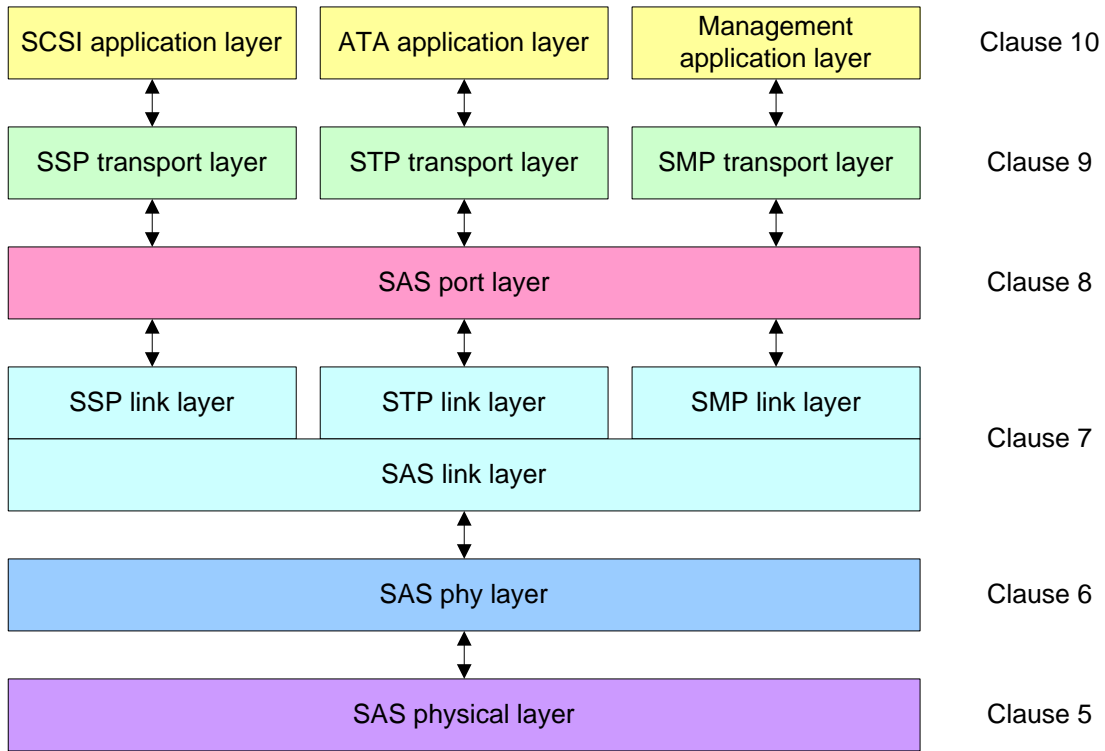 SCSI application layer
ATA application layer
Management
application layer
Clause 10
SSP transport layer
STP transport layer
SMP transport layer
Clause 9
SAS port layer
Clause 8
SSP link layer
STP link layer
SMP link layer
Clause 7
SAS link layer
SAS phy layer
Clause 6
SAS physical layer
Clause 5